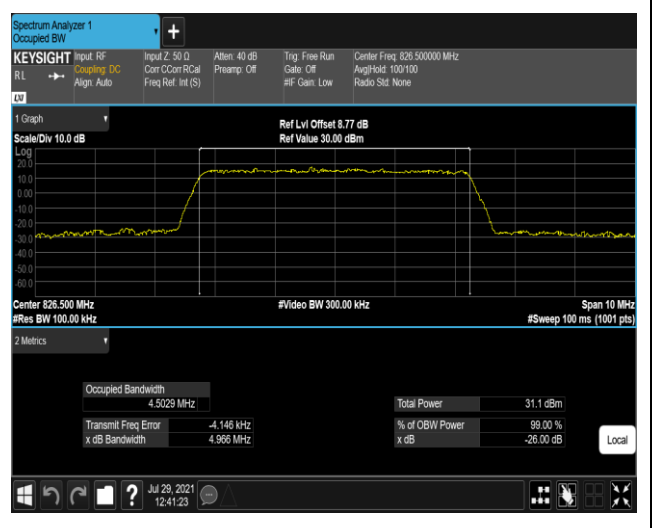 Spectrum Analyzer 1
Occupied BW
KEYSIGHT Input: RF Input Z: 50 Ω Atten: 40 dB Trig: Free Run Center Freq: 826.500000 MHz
RL Coupling: DC Corr CCorr RCal Preamp: Off Gate: Off Avg|Hold: 100/100
Align: Auto Freq Ref: Int (S) #IF Gain: Low Radio Std: None
LXI
1 Graph Ref Lvl Offset 8.77 dB
Scale/Div 10.0 dB Ref Value 30.00 dBm
Log
20.0
10.0
0.00
-10.0
-20.0
-30.0
-40.0
-50.0
-60.0
Center 826.500 MHz #Video BW 300.00 kHz Span 10 MHz
#Res BW 100.00 kHz #Sweep 100 ms (1001 pts)
2 Metrics
Occupied Bandwidth
4.5029 MHz Total Power 31.1 dBm
Transmit Freq Error -4.146 kHz % of OBW Power 99.00 %
x dB Bandwidth 4.966 MHz x dB -26.00 dB
Local
Jul 29, 2021
12:41:23